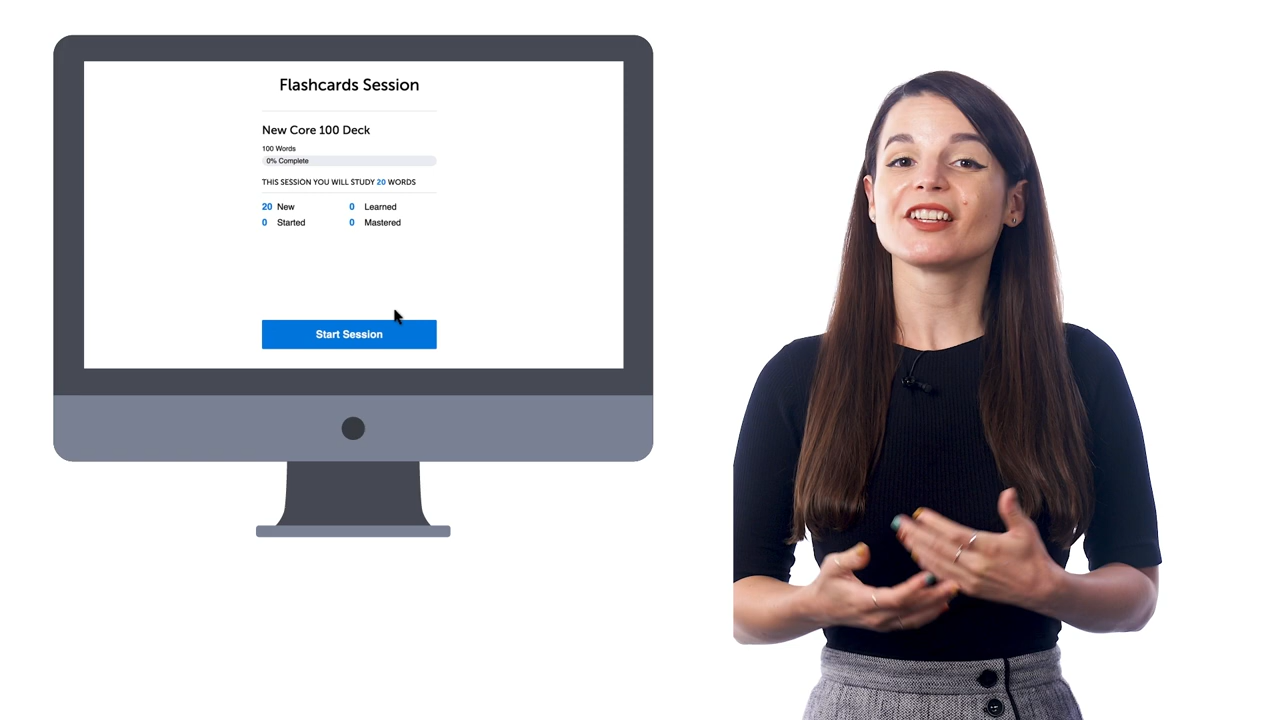 Flashcards Session
New Core 100 Deck
100 Words
0% Complete
THIS SESSION YOU WILL STUDY 20 WORDS
20 New 0 Learned
0 Started 0 Mastered
Start Session